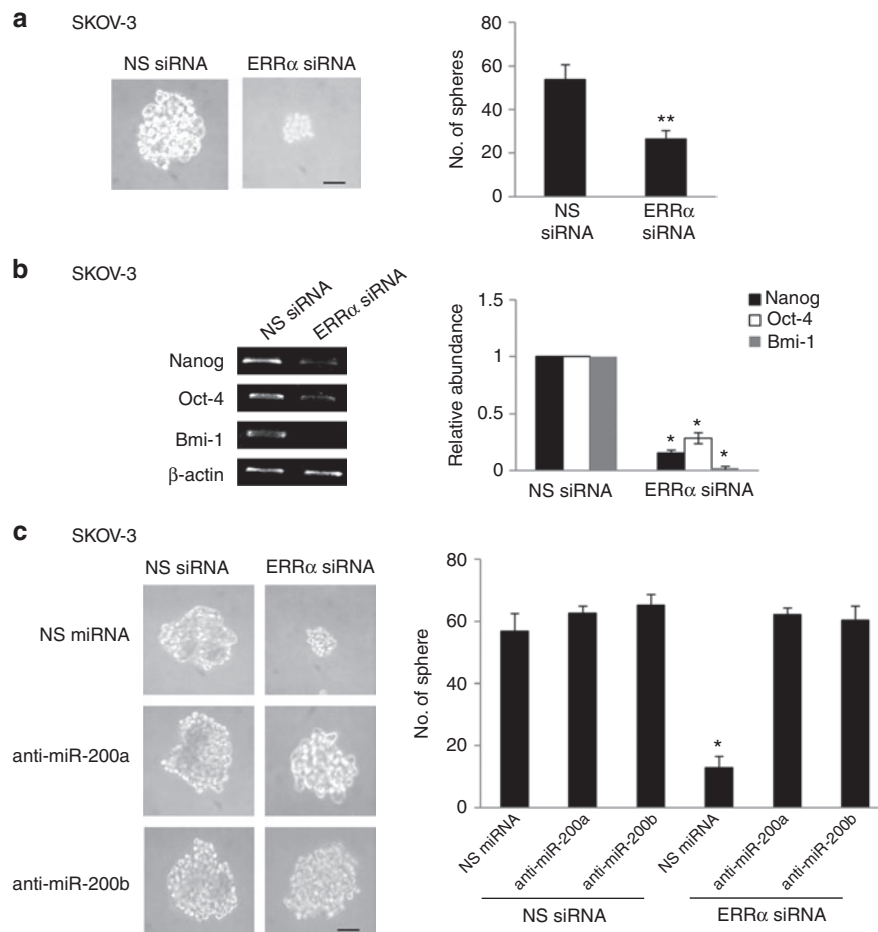 a
SKOV-3
NS siRNA
ERRα siRNA
No. of spheres
80
60
40
20
0
**
NS
siRNA
ERRα
siRNA
b
SKOV-3
NS siRNA
ERRα siRNA
Nanog
Oct-4
Bmi-1
β-actin
Relative abundance
1.5
1
0.5
0
*
*
*
NS siRNA
ERRα siRNA
Nanog
Oct-4
Bmi-1
c
SKOV-3
NS siRNA
ERRα siRNA
NS miRNA
anti-miR-200a
anti-miR-200b
No. of sphere
80
60
40
20
0
*
NS miRNA
anti-miR-200a
anti-miR-200b
NS miRNA
anti-miR-200a
anti-miR-200b
NS siRNA
ERRα siRNA